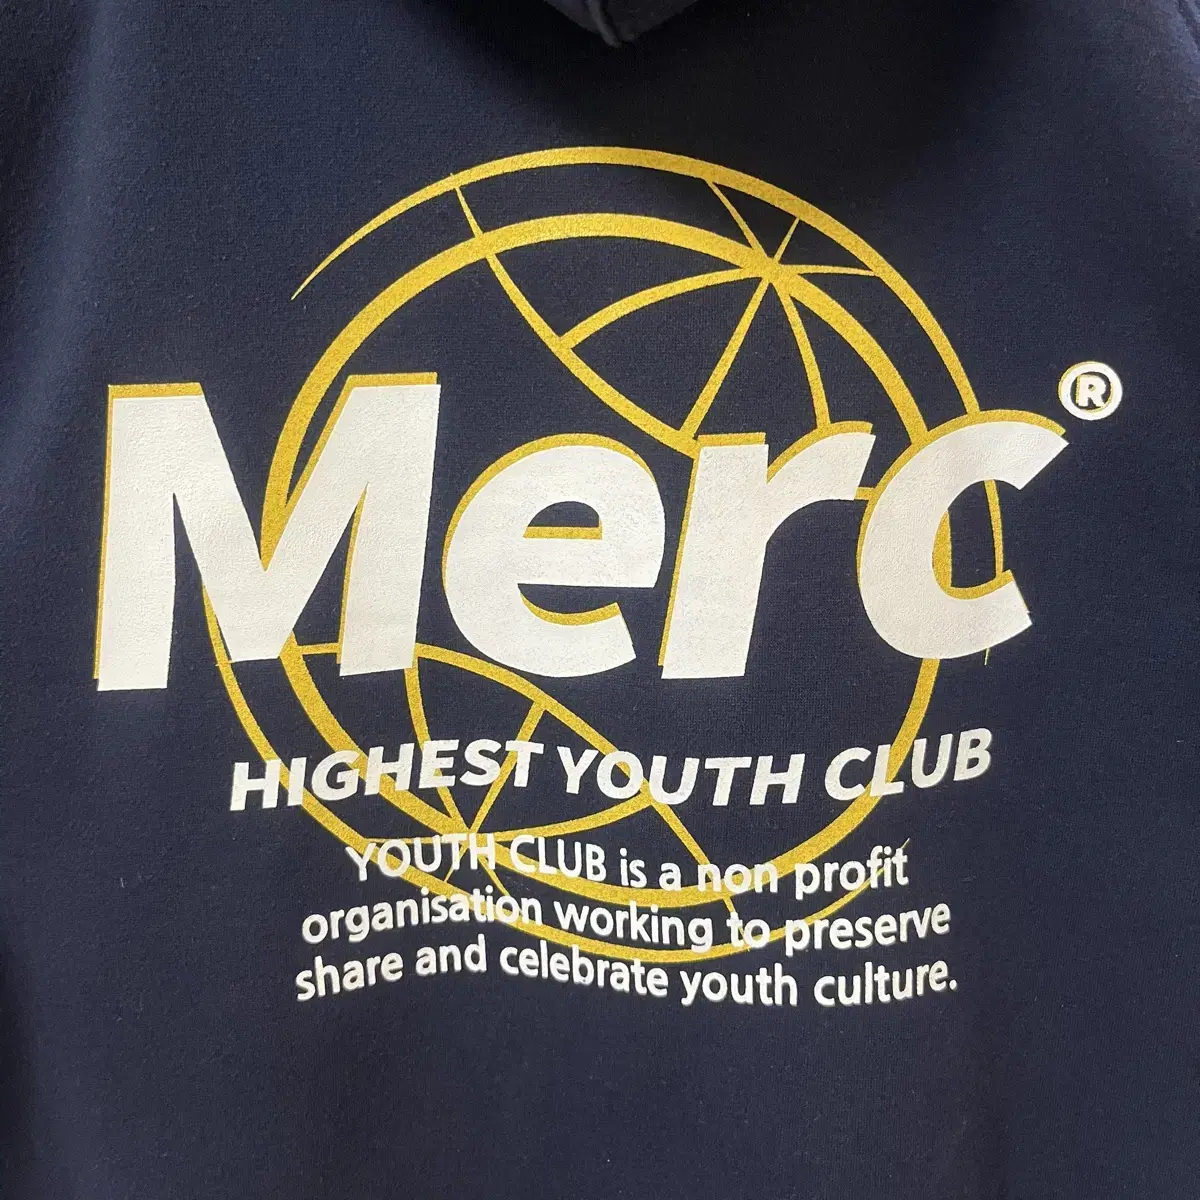 Merc®
HIGHEST YOUTH CLUB
YOUTH CLUB is a non profit
organisation working to preserve
share and celebrate youth culture.